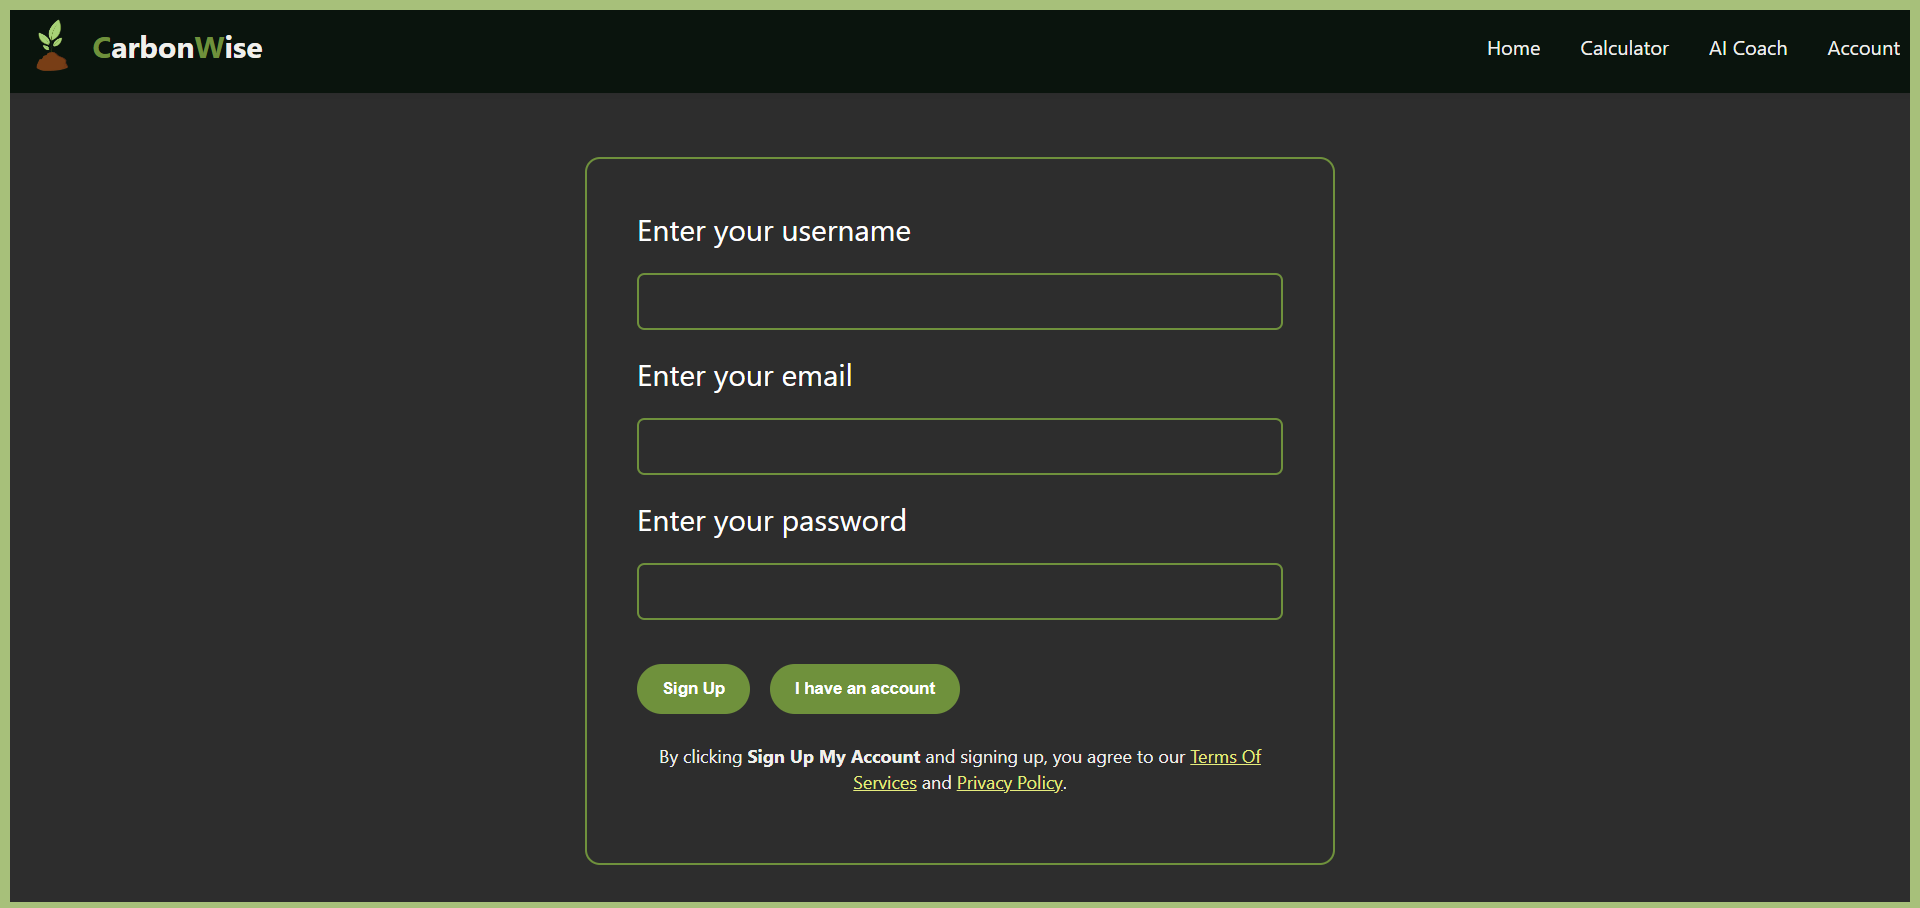 CarbonWise
Home Calculator AI Coach Account
Enter your username
Enter your email
Enter your password
Sign Up I have an account
By clicking Sign Up My Account and signing up, you agree to our Terms Of
Services and Privacy Policy.